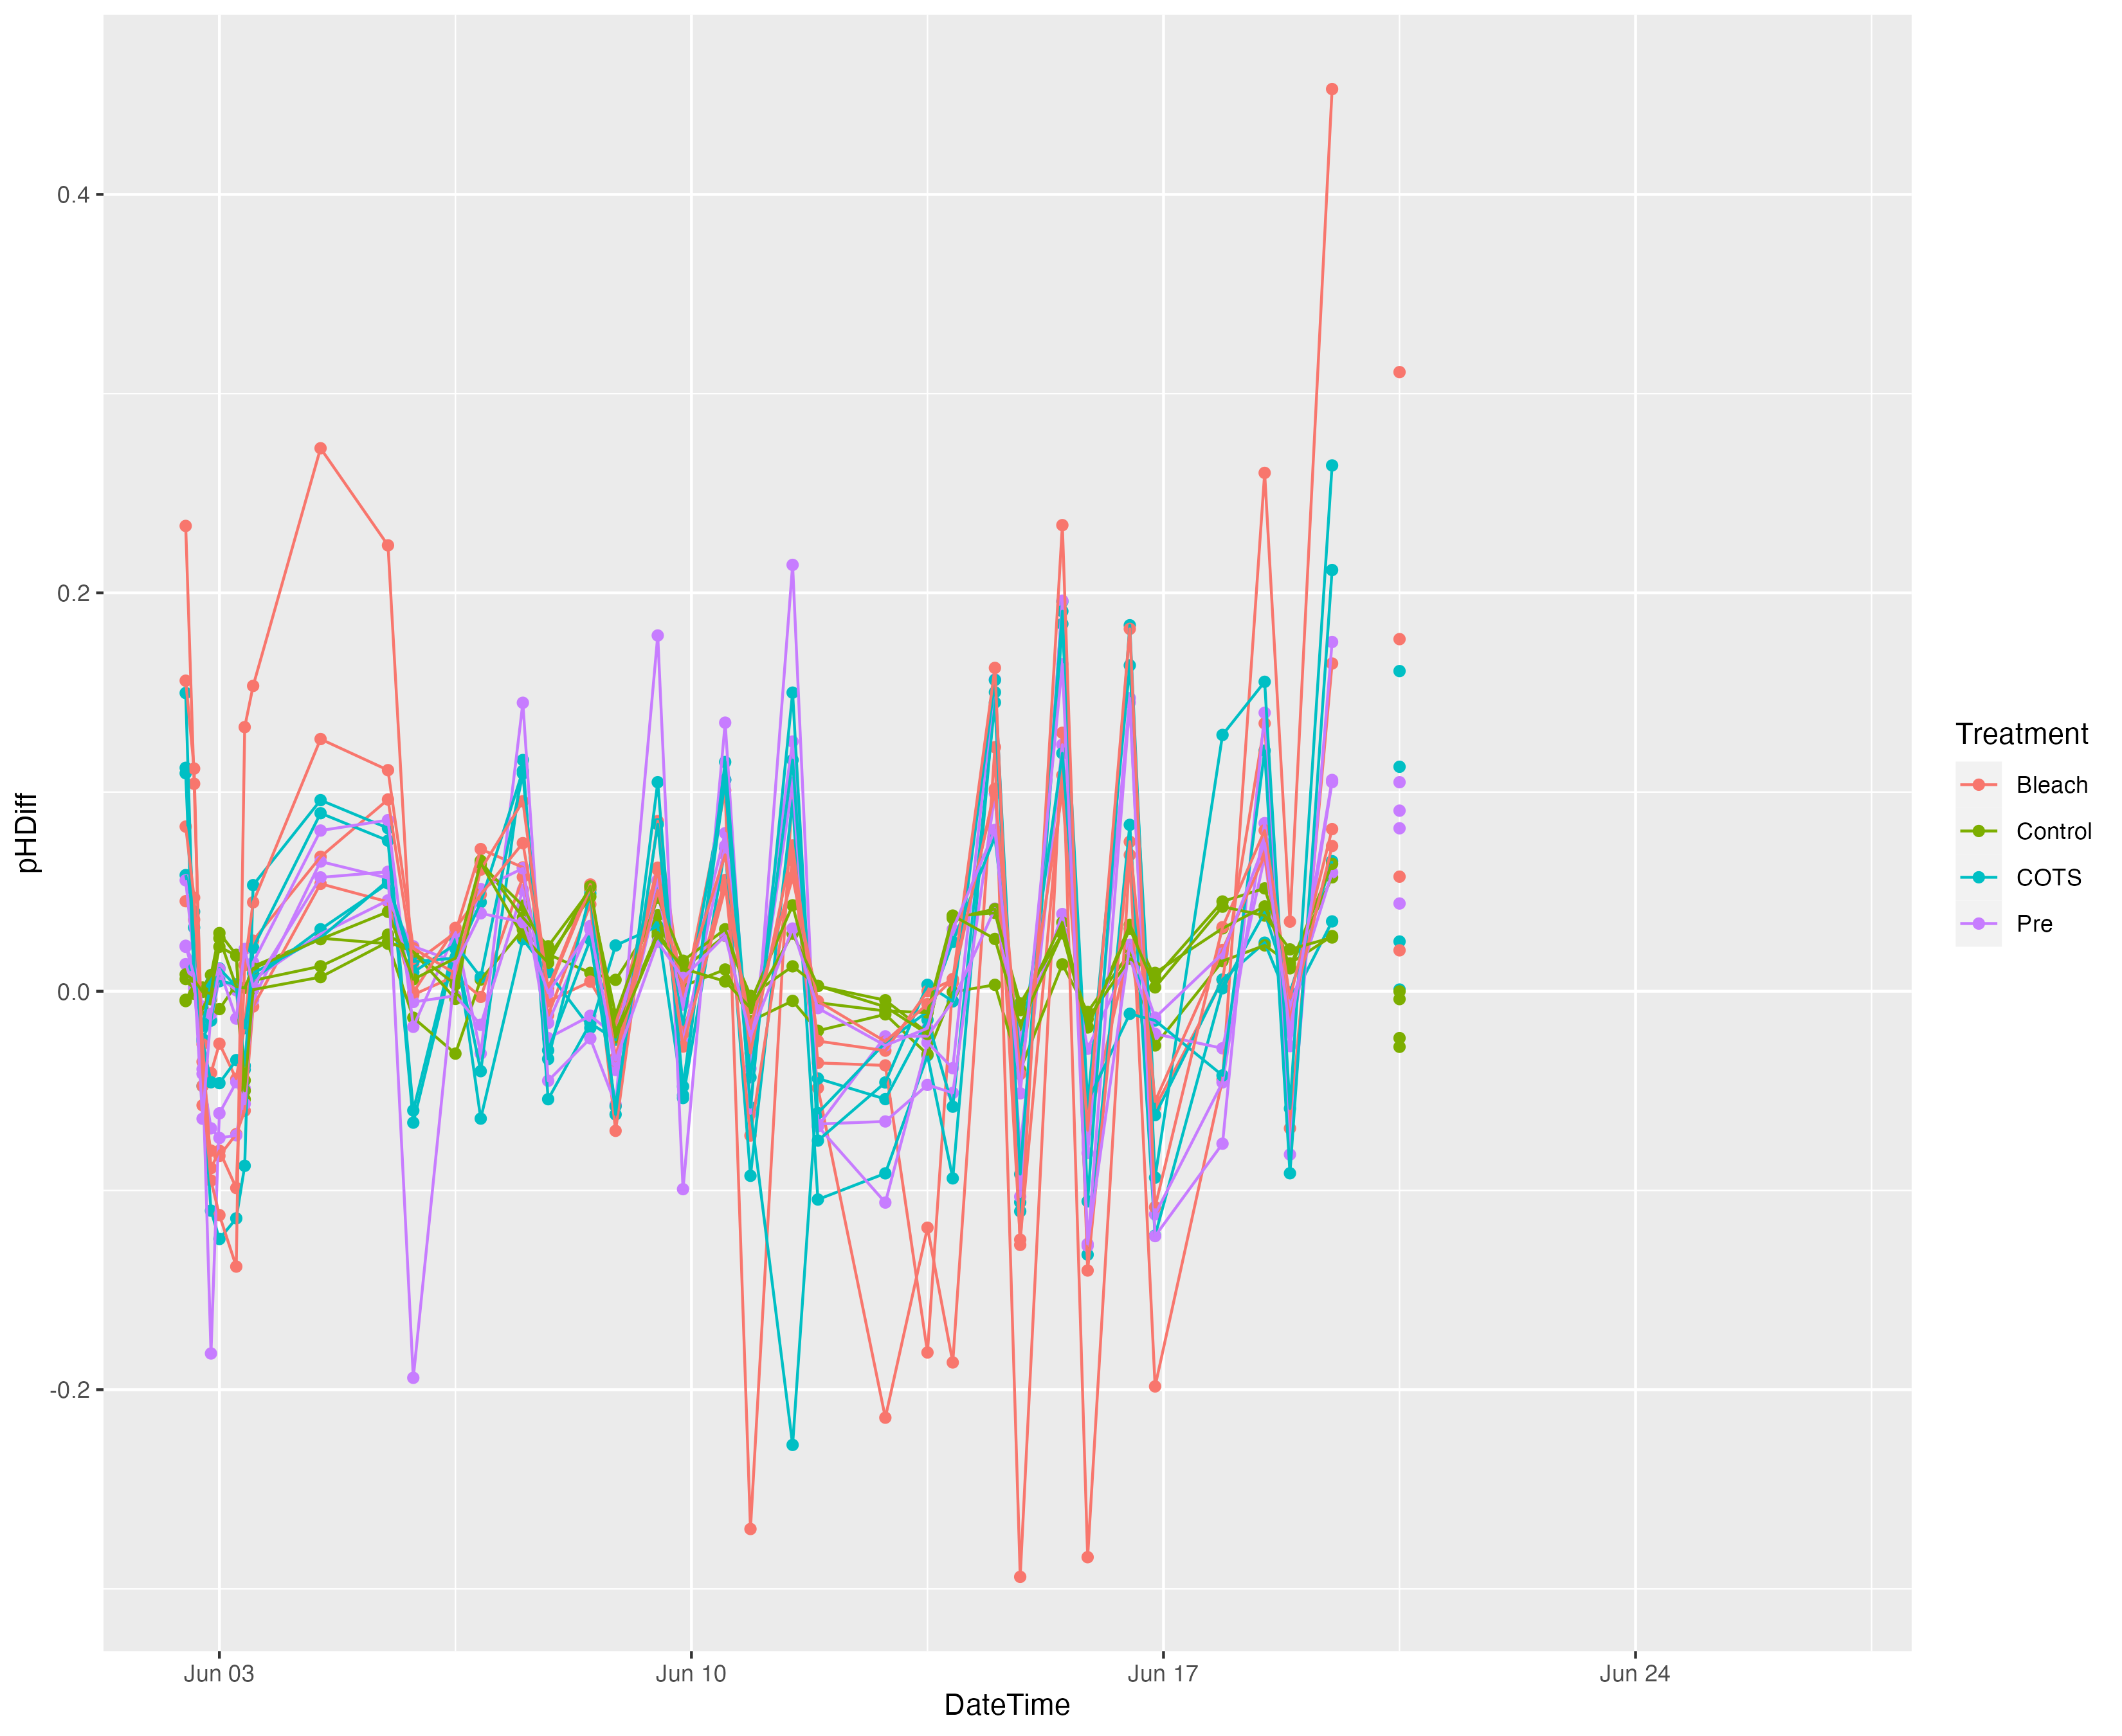 pHDiff
0.4
0.2
0.0
-0.2
Jun 03
Jun 10
Jun 17
Jun 24
DateTime
Treatment
Bleach
Control
COTS
Pre